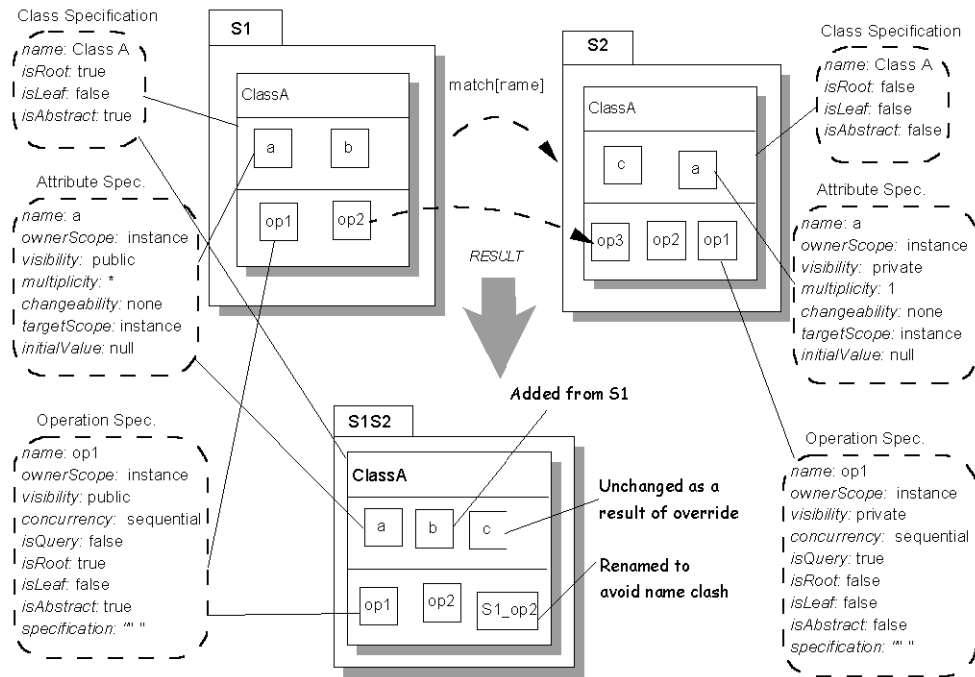 Class Specification
name: Class A
isRoot: true
isLeaf: false
isAbstract: true
Attribute Spec.
name: a
ownerScope: instance
visibility: public
multiplicity: *
changeability: none
targetScope: instance
initialValue: null
Operation Spec.
name: op1
ownerScope: instance
visibility: public
concurrency: sequential
isQuery: false
isRoot: true
isLeaf: false
isAbstract: true
specification: "" "
S1
ClassA
a
b
op1
op2
match[rame]
RESULT
S2
ClassA
c
a
op3
op2
op1
Class Specification
name: Class A
isRoot: false
isLeaf: false
isAbstract: false
Attribute Spec.
name: a
ownerScope: instance
visibility: private
multiplicity: 1
changeability: none
targetScope: instance
initialValue: null
Operation Spec.
name: op1
ownerScope: instance
visibility: private
concurrency: sequential
isQuery: true
isRoot: false
isLeaf: false
isAbstract: false
specification: "" "
S1S2
ClassA
a
b
c
op1
op2
S1_op2
Added from S1
Unchanged as a
result of override
Renamed to
avoid name clash